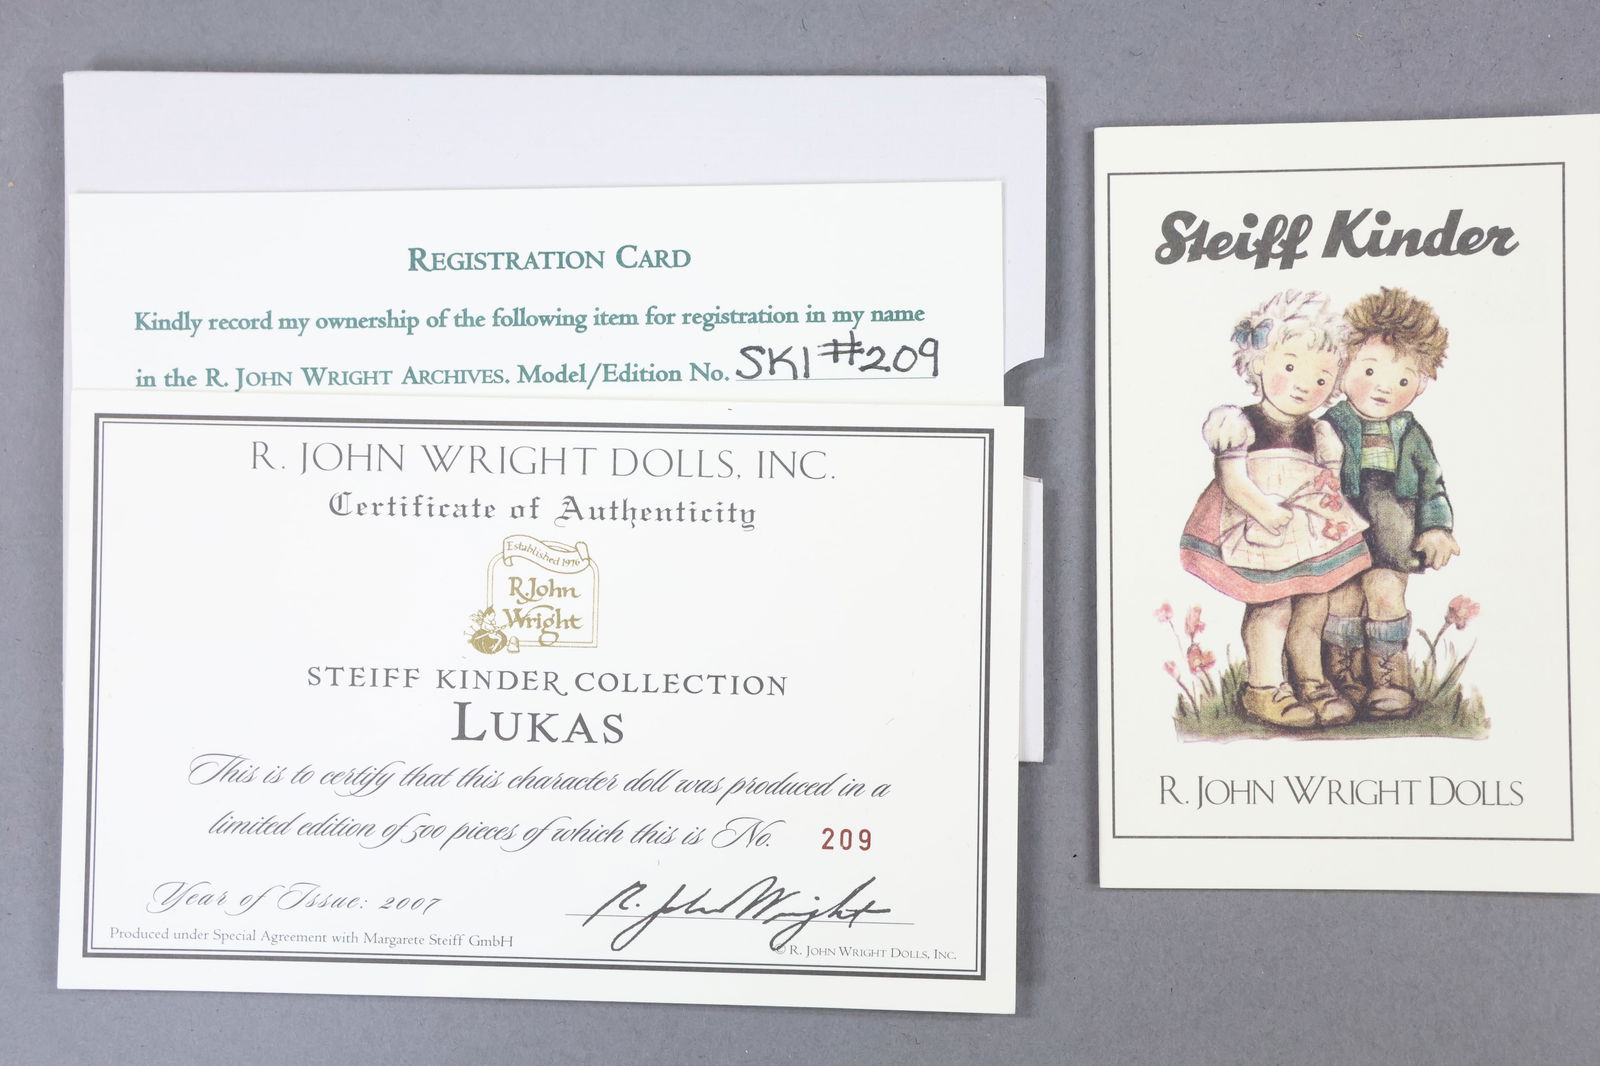 REGISTRATION CARD
Kindly record my ownership of the following item for registration in my name
in the R. JOHN WRIGHT ARCHIVES. Model/Edition No. SK1 #209
R. JOHN WRIGHT DOLLS, INC.
Certificate of Authenticity
Established 1976
R. John
Wright
STEIFF KINDER COLLECTION
LUKAS
This is to certify that this character doll was produced in a
limited edition of 500 pieces of which this is No. 209
Year of Issue: 2007
R. John Wright
Produced under Special Agreement with Margarete Steiff GmbH
© R. JOHN WRIGHT DOLLS, INC.
Steiff Kinder
R. JOHN WRIGHT DOLLS